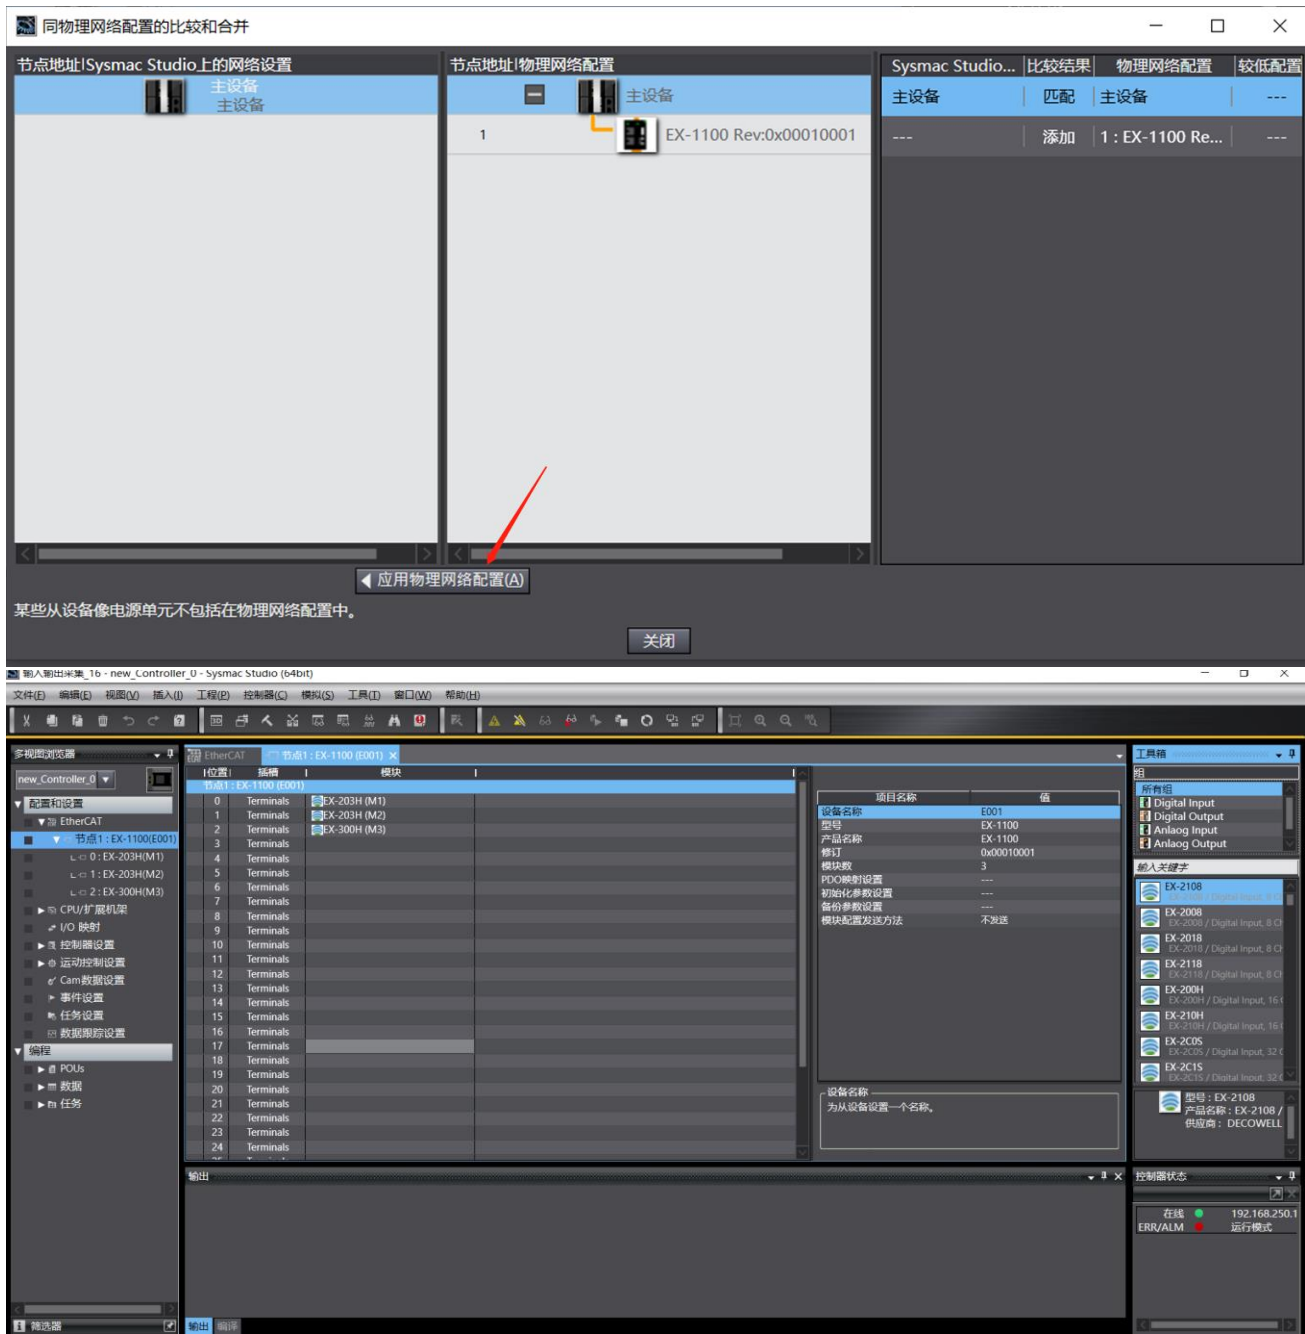 同物理网络配置的比较和合并
节点地址|Sysmac Studio上的网络设置
主设备
主设备
节点地址|物理网络配置
主设备
1
EX-1100 Rev:0x00010001
Sysmac Studio... 比较结果 物理网络配置 较低配置
主设备 匹配 主设备 ---
--- 添加 1 : EX-1100 Re... ---
应用物理网络配置(A)
某些从设备像电源单元不包括在物理网络配置中。
关闭
输入输出采集_16 - new_Controller_0 - Sysmac Studio (64bit)
文件(F) 编辑(E) 视图(V) 插入(I) 工程(P) 控制器(C) 模拟(S) 工具(T) 窗口(W) 帮助(H)
多视图浏览器
new_Controller_0
配置和设置
EtherCAT
节点1 : EX-1100(E001)
0 : EX-203H(M1)
1 : EX-203H(M2)
2 : EX-300H(M3)
CPU/扩展机架
I/O 映射
控制器设置
运动控制设置
Cam数据设置
事件设置
任务设置
数据跟踪设置
编程
POUs
数据
任务
筛选器
EtherCAT 节点1 : EX-1100 (E001)
位置 插槽 模块
节点1 : EX-1100 (E001)
0 Terminals EX-203H (M1)
1 Terminals EX-203H (M2)
2 Terminals EX-300H (M3)
3 Terminals
4 Terminals
5 Terminals
6 Terminals
7 Terminals
8 Terminals
9 Terminals
10 Terminals
11 Terminals
12 Terminals
13 Terminals
14 Terminals
15 Terminals
16 Terminals
17 Terminals
18 Terminals
19 Terminals
20 Terminals
21 Terminals
22 Terminals
23 Terminals
24 Terminals
项目名称 值
设备名称 E001
型号 EX-1100
产品名称 EX-1100
修订 0x00010001
模块数 3
PDO映射设置 ---
初始化参数设置 ---
备份参数设置 ---
模块配置发送方法 不发送
设备名称
为从设备设置一个名称。
输出
输出 编译
工具箱
组
所有组
Digital Input
Digital Output
Anlaog Input
Anlaog Output
输入关键字
EX-2108
EX-2108 / Digital Input, 8 C
EX-2008
EX-2008 / Digital Input, 8 Cl
EX-2018
EX-2018 / Digital Input, 8 Cl
EX-2118
EX-2118 / Digital Input, 8 Cl
EX-200H
EX-200H / Digital Input, 16
EX-210H
EX-210H / Digital Input, 16
EX-2C0S
EX-2C0S / Digital Input, 32
EX-2C1S
EX-2C1S / Digital Input, 32
型号 : EX-2108
产品名称 : EX-2108 /
供应商 : DECOWELL
控制器状态
在线 192.168.250.1
ERR/ALM 运行模式